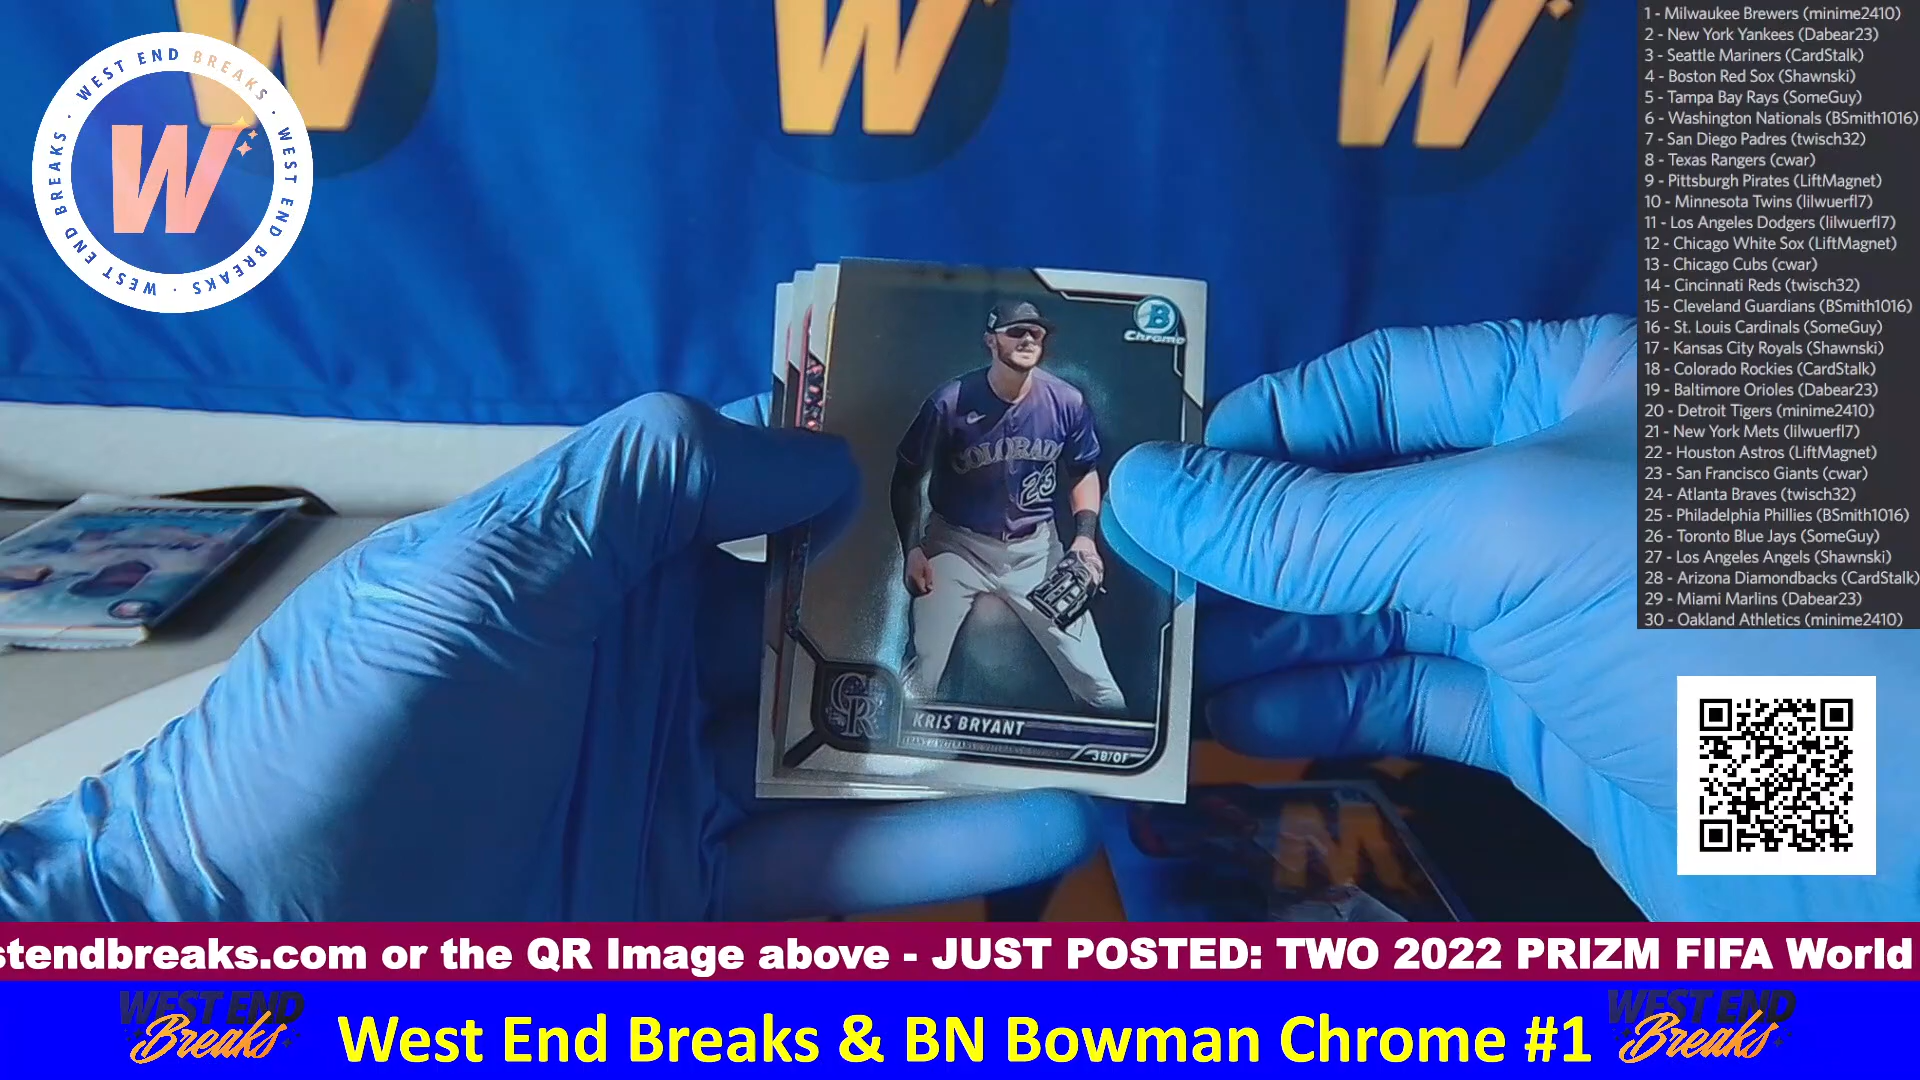 WEST END BREAKS · WEST END BREAKS · WEST END BREAKS ·
W
W
W
W
1 - Milwaukee Brewers (minime2410)
2 - New York Yankees (Dabear23)
3 - Seattle Mariners (CardStalk)
4 - Boston Red Sox (Shawnski)
5 - Tampa Bay Rays (SomeGuy)
6 - Washington Nationals (BSmith1016)
7 - San Diego Padres (twisch32)
8 - Texas Rangers (cwar)
9 - Pittsburgh Pirates (LiftMagnet)
10 - Minnesota Twins (lilwuerfl7)
11 - Los Angeles Dodgers (lilwuerfl7)
12 - Chicago White Sox (LiftMagnet)
13 - Chicago Cubs (cwar)
14 - Cincinnati Reds (twisch32)
15 - Cleveland Guardians (BSmith1016)
16 - St. Louis Cardinals (SomeGuy)
17 - Kansas City Royals (Shawnski)
18 - Colorado Rockies (CardStalk)
19 - Baltimore Orioles (Dabear23)
20 - Detroit Tigers (minime2410)
21 - New York Mets (lilwuerfl7)
22 - Houston Astros (LiftMagnet)
23 - San Francisco Giants (cwar)
24 - Atlanta Braves (twisch32)
25 - Philadelphia Phillies (BSmith1016)
26 - Toronto Blue Jays (SomeGuy)
27 - Los Angeles Angels (Shawnski)
28 - Arizona Diamondbacks (CardStalk)
29 - Miami Marlins (Dabear23)
30 - Oakland Athletics (minime2410)
B
Chrome
COLORADO
23
CR
KRIS BRYANT
3B/OF
W
stendbreaks.com or the QR Image above - JUST POSTED: TWO 2022 PRIZM FIFA World
WEST END
Breaks
West End Breaks & BN Bowman Chrome #1
WEST END
Breaks